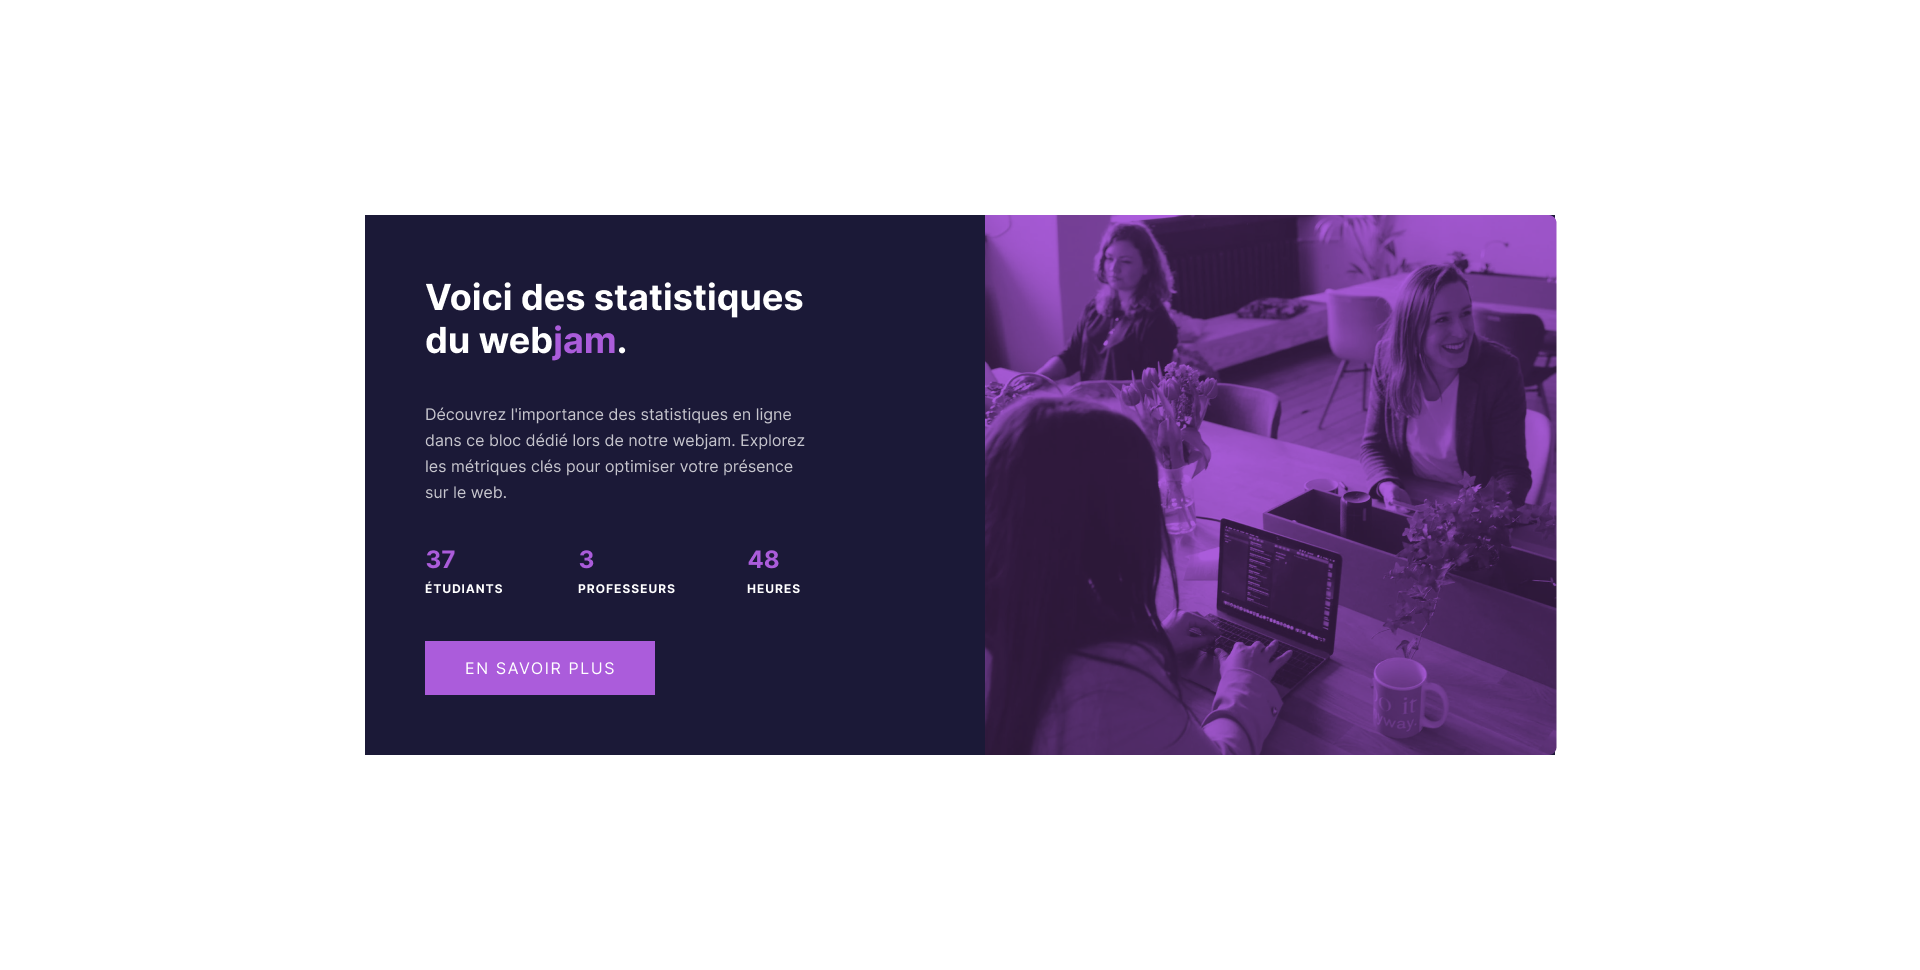 Voici des statistiques
du webjam.
Découvrez l'importance des statistiques en ligne
dans ce bloc dédié lors de notre webjam. Explorez
les métriques clés pour optimiser votre présence
sur le web.
37 3 48
ÉTUDIANTS PROFESSEURS HEURES
EN SAVOIR PLUS